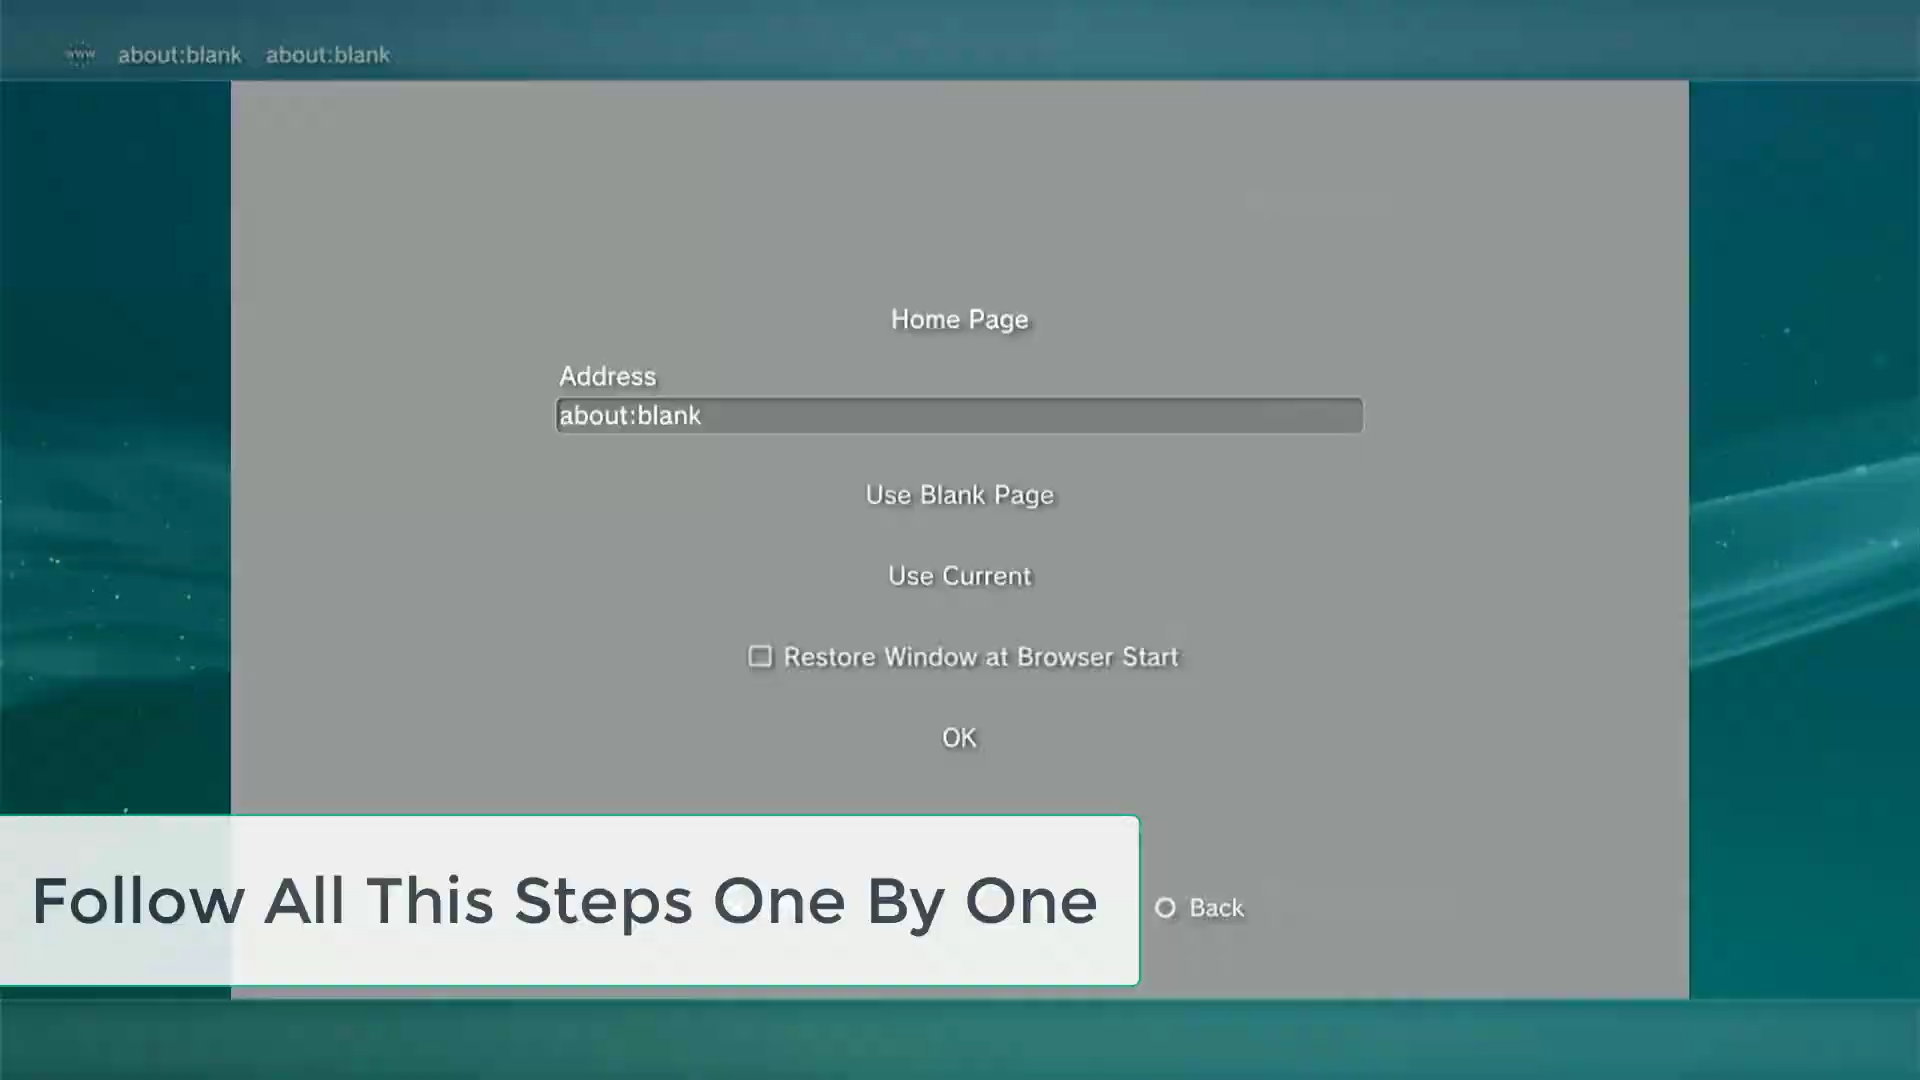 www about:blank about:blank
Home Page
Address
about:blank
Use Blank Page
Use Current
Restore Window at Browser Start
OK
Follow All This Steps One By One
Back